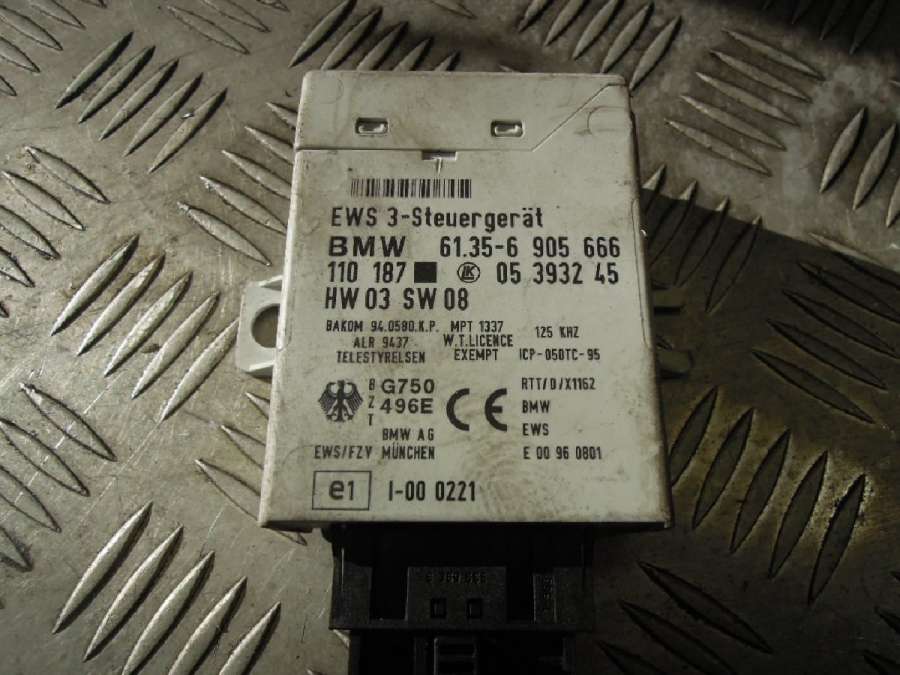 EWS 3-Steuergerät
BMW 61.35-6 905 666
110 187 LK 05 3932 45
HW 03 SW 08
BAKOM 94.0580.K.P. MPT 1337 125 KHZ
ALR 9437 W.T.LICENCE
TELESTYRELSEN EXEMPT ICP-050TC-95
BZT G750 CE RTT/D/X1162
496E BMW
BMW AG EWS
EWS/FZV MÜNCHEN E 00 96 0801
e1 I-00 0221